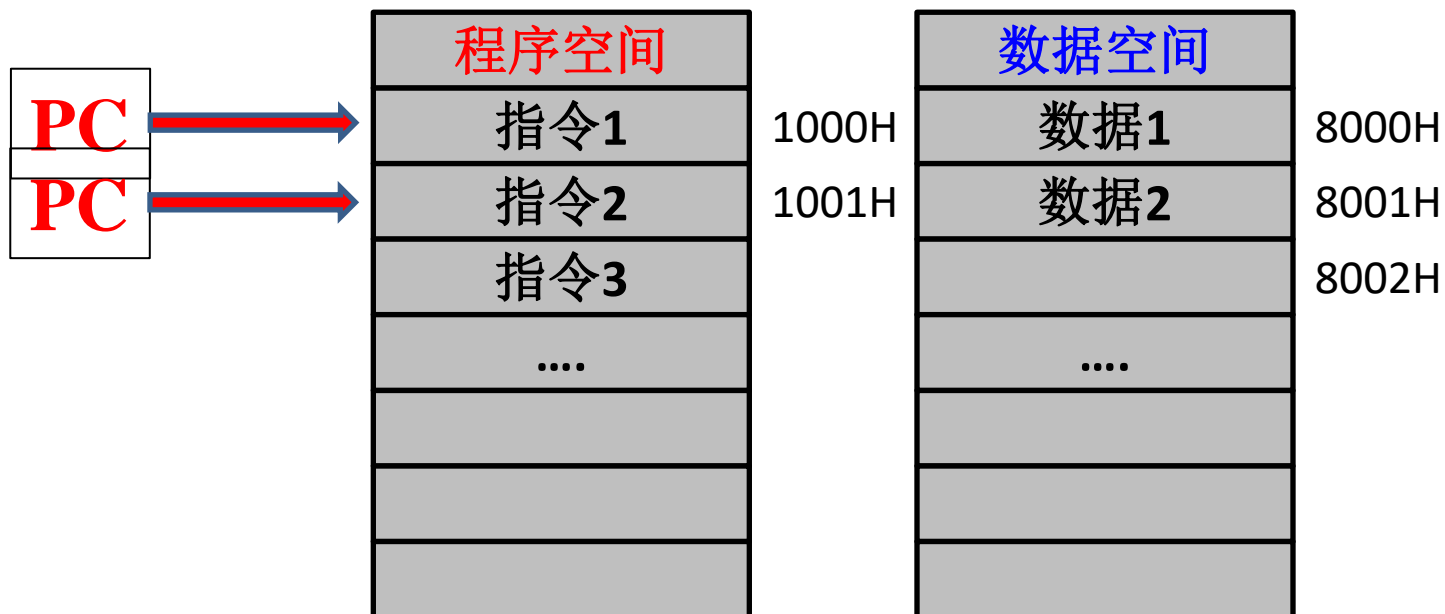 程序空间
数据空间
PC
指令1
1000H
数据1
8000H
PC
指令2
1001H
数据2
8001H
指令3
8002H
....
....